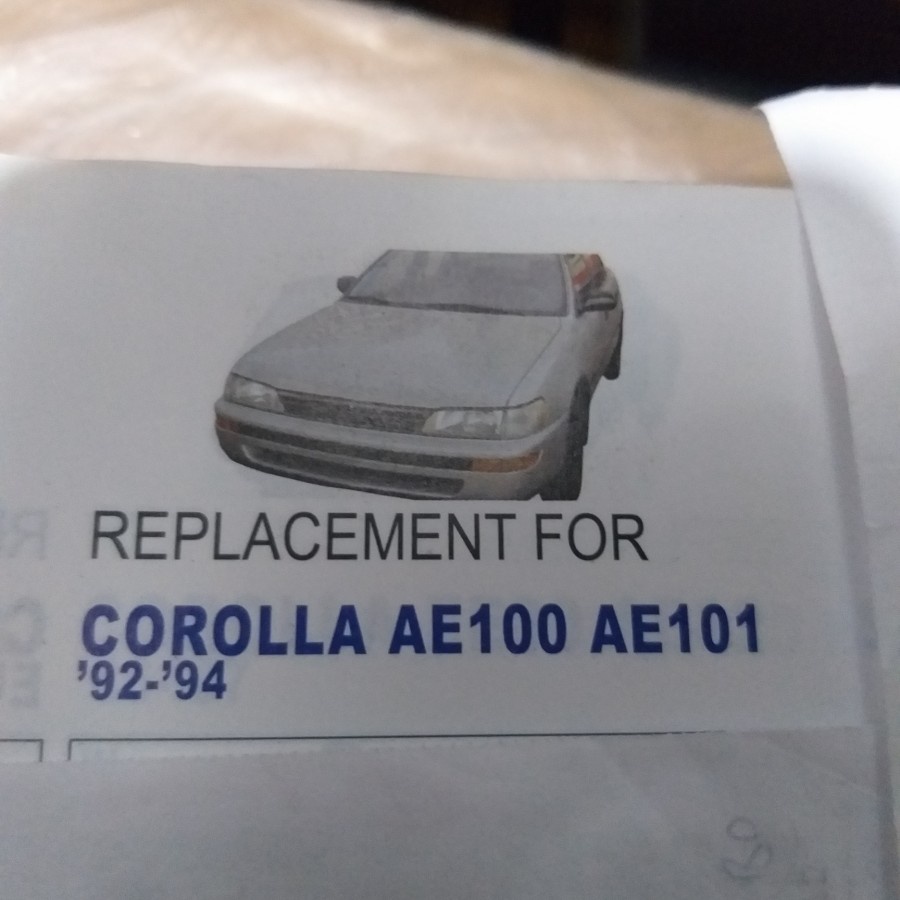 REPLACEMENT FOR
COROLLA AE100 AE101
'92-'94